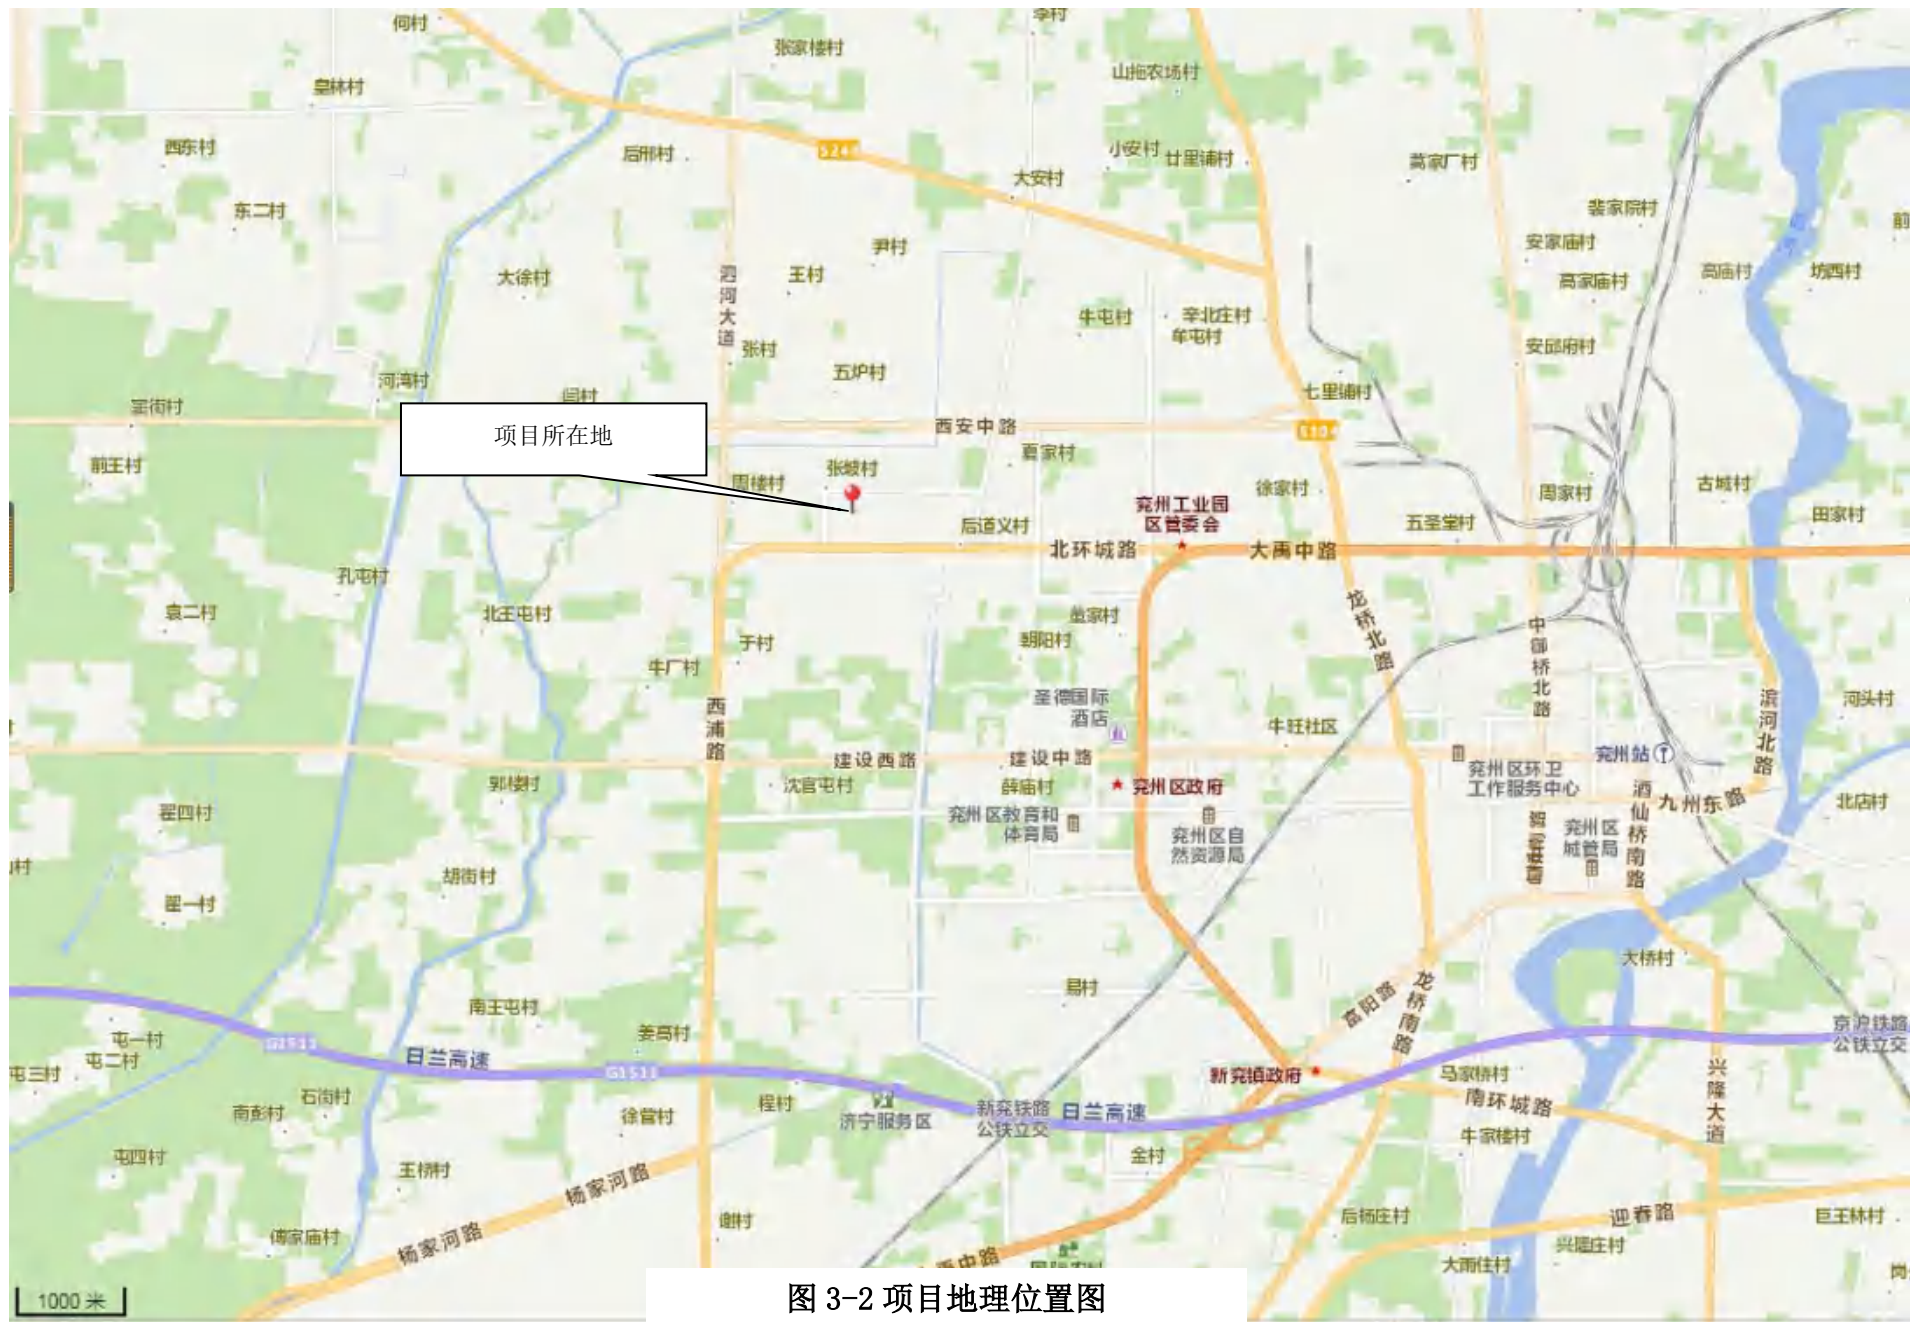 何村
李村
张家楼村
山拖农场村
皇林村
西东村
后邢村
S244
小安村
廿里铺村
蒿家厂村
大安村
东二村
裴家院村
前
尹村
安家庙村
大徐村
泗河大道
王村
高家庙村
高庙村
坊西村
牛屯村
辛北庄村
牟屯村
张村
安邱府村
河湾村
五炉村
闫村
七里铺村
项目所在地
西安中路
S104
前王村
张坡村
夏家村
周楼村
徐家村
周家村
古城村
兖州工业园
区管委会
后道义村
五圣堂村
田家村
北环城路
大禹中路
孔屯村
袁二村
北王屯村
龙桥北路
于村
朝阳村
牛厂村
西浦路
圣德国际
酒店
牛旺社区
滨河北路
河头村
建设西路
建设中路
兖州站
郭楼村
沈官屯村
薛庙村
兖州区政府
兖州区环卫
工作服务中心
酒仙桥南路
九州东路
北店村
翟四村
兖州区教育和
体育局
兖州区自
然资源局
兖州区
城管局
村
胡街村
翟一村
大桥村
易村
富阳路
龙桥南路
南王屯村
姜高村
京沪铁路
公铁立交
屯一村
屯二村
屯三村
G1511
日兰高速
G1511
新兖镇政府
马家桥村
兴隆大道
石街村
南彭村
徐营村
程村
济宁服务区
新兖铁路
公铁立交
日兰高速
南环城路
牛家楼村
屯四村
王桥村
金村
杨家河路
谢村
后杨庄村
迎春路
巨王林村
傅家庙村
杨家河路
中路
兴隆庄村
大雨住村
岗
1000 米
图 3-2 项目地理位置图